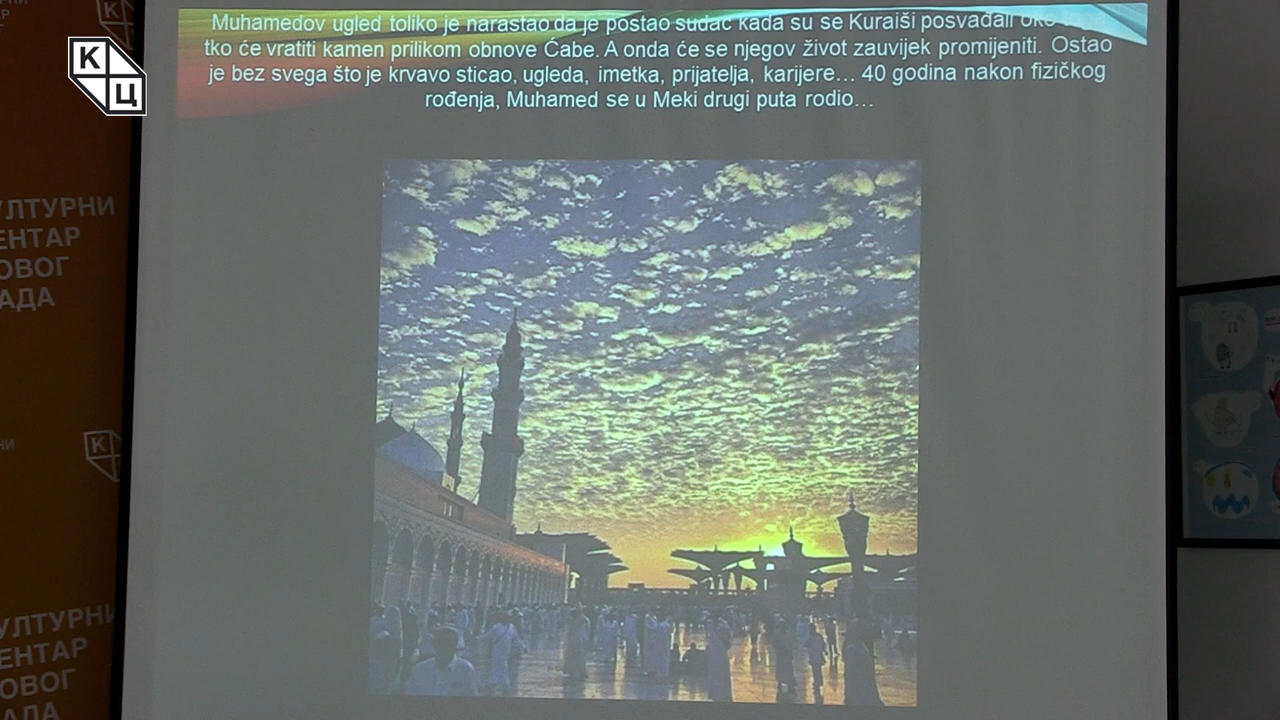 Muhamedov ugled toliko je narastao da je postao sudac kada su se Kuraiši posvađali oko
tko će vratiti kamen prilikom obnove Ćabe. A onda će se njegov život zauvijek promijeniti. Ostao
je bez svega što je krvavo sticao, ugleda, imetka, prijatelja, karijere... 40 godina nakon fizičkog
rođenja, Muhamed se u Meki drugi puta rodio...
К
Ц
УЛТУРНИ
ЕНТАР
ОВОГ
АДА
К
УЛТУРНИ
ЕНТАР
ОВОГ
АДА